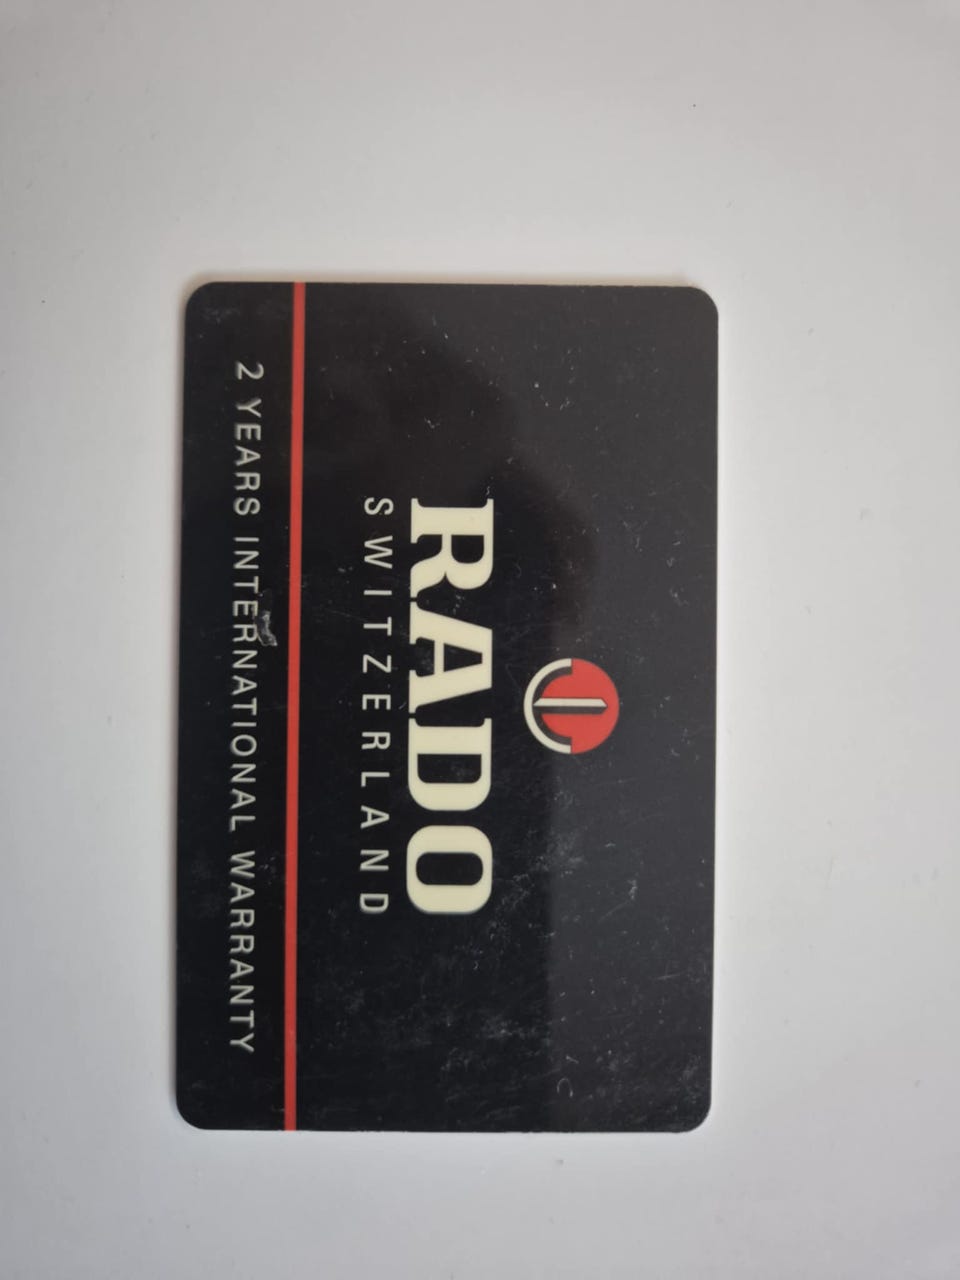 RADO
SWITZERLAND
2 YEARS INTERNATIONAL WARRANTY